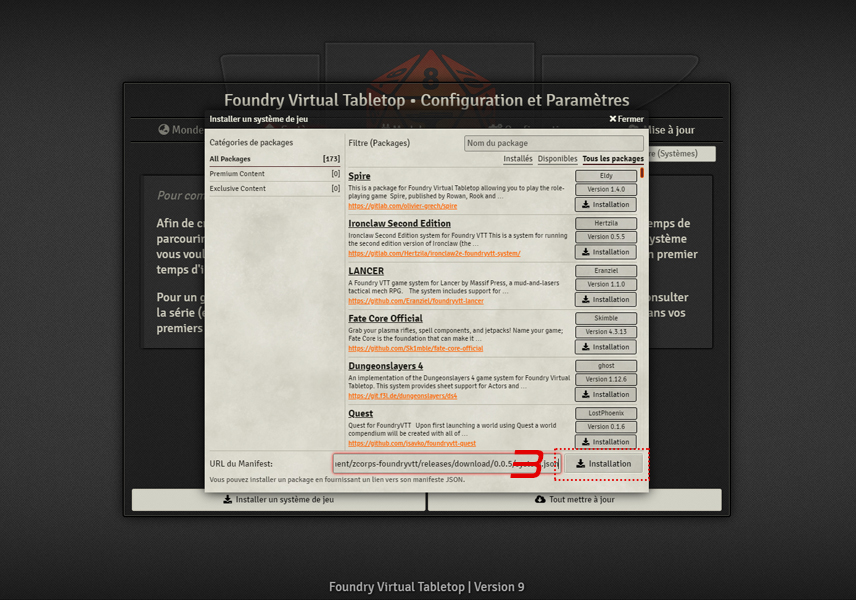 8
Foundry Virtual Tabletop • Configuration et Paramètres
Installer un système de jeu
Fermer
Monde
Mise à jour
Catégories de packages
Filtre (Packages)
Nom du package
re (Systèmes)
All Packages [173]
Installés Disponibles Tous les packages
Premium Content [0]
Exclusive Content [0]
Spire
This is a package for Foundry Virtual Tabletop allowing you to play the role-
playing game Spire, published by Rowan, Rook and ...
https://gitlab.com/olivier-grech/spire
Eldy
Version 1.4.0
Installation
Ironclaw Second Edition
Ironclaw Second Edition system for Foundry VTT This is a system for running
the second edition version of Ironclaw (the ...
https://gitlab.com/Hertzila/ironclaw2e-foundryvtt-system/
Hertzila
Version 0.5.5
Installation
LANCER
A Foundry VTT game system for Lancer by Massif Press, a mud-and-lasers
tactical mech RPG. The system includes support for ...
https://github.com/Eranziel/foundryvtt-lancer
Eranziel
Version 1.1.0
Installation
Fate Core Official
Grab your plasma rifles, spell components, and jetpacks! Name your game;
Fate Core is the foundation that can make it ...
https://github.com/Sk1mble/fate-core-official
Skimble
Version 4.3.13
Installation
Dungeonslayers 4
An implementation of the Dungeonslayers 4 game system for Foundry Virtual
Tabletop. This system provides sheet support for Actors and ...
https://git.f3l.de/dungeonslayers/ds4
ghost
Version 1.12.6
Installation
Quest
Quest for FoundryVTT Upon first launching a world using Quest a world
compendium will be created with all of ...
https://github.com/jsavko/foundryvtt-quest
LostPhoenix
Version 0.1.6
Installation
Pour com
Afin de cr
parcourir
vous voul
temps d'i
Pour un g
la série (
premiers
emps de
ystème
n premier
nsulter
ans vos
URL du Manifest:
ient/zcorps-foundryvtt/releases/download/0.0.5/
.json
3
Installation
Vous pouvez installer un package en fournissant un lien vers son manifeste JSON.
Installer un système de jeu
Tout mettre à jour
Foundry Virtual Tabletop | Version 9